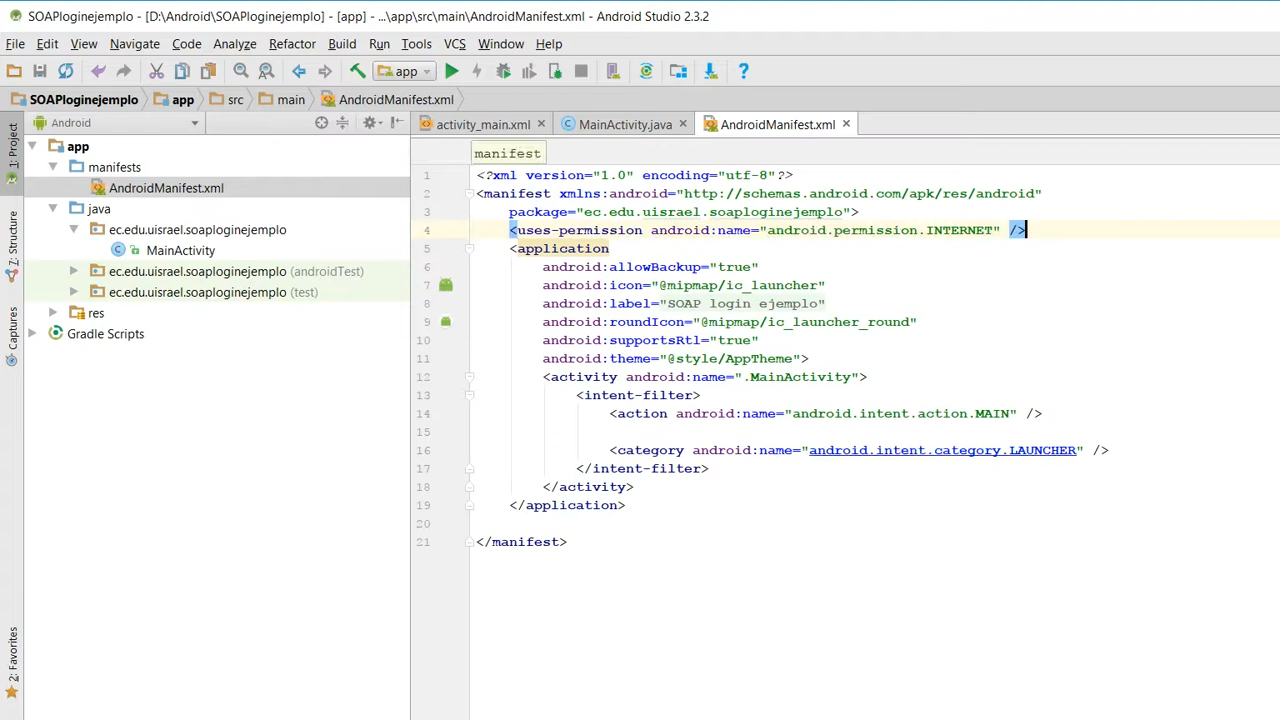 SOAPloginejemplo - [D:\Android\SOAPloginejemplo] - [app] - ...\app\src\main\AndroidManifest.xml - Android Studio 2.3.2
File Edit View Navigate Code Analyze Refactor Build Run Tools VCS Window Help
app
SOAPloginejemplo app src main AndroidManifest.xml
1: Project
7: Structure
Captures
2: Favorites
Android
app
manifests
AndroidManifest.xml
java
ec.edu.uisrael.soaploginejemplo
MainActivity
ec.edu.uisrael.soaploginejemplo (androidTest)
ec.edu.uisrael.soaploginejemplo (test)
res
Gradle Scripts
activity_main.xml MainActivity.java AndroidManifest.xml
manifest
1 <?xml version="1.0" encoding="utf-8"?>
2 <manifest xmlns:android="http://schemas.android.com/apk/res/android"
3 package="ec.edu.uisrael.soaploginejemplo">
4 <uses-permission android:name="android.permission.INTERNET" />
5 <application
6 android:allowBackup="true"
7 android:icon="@mipmap/ic_launcher"
8 android:label="SOAP login ejemplo"
9 android:roundIcon="@mipmap/ic_launcher_round"
10 android:supportsRtl="true"
11 android:theme="@style/AppTheme">
12 <activity android:name=".MainActivity">
13 <intent-filter>
14 <action android:name="android.intent.action.MAIN" />
15
16 <category android:name="android.intent.category.LAUNCHER" />
17 </intent-filter>
18 </activity>
19 </application>
20
21 </manifest>